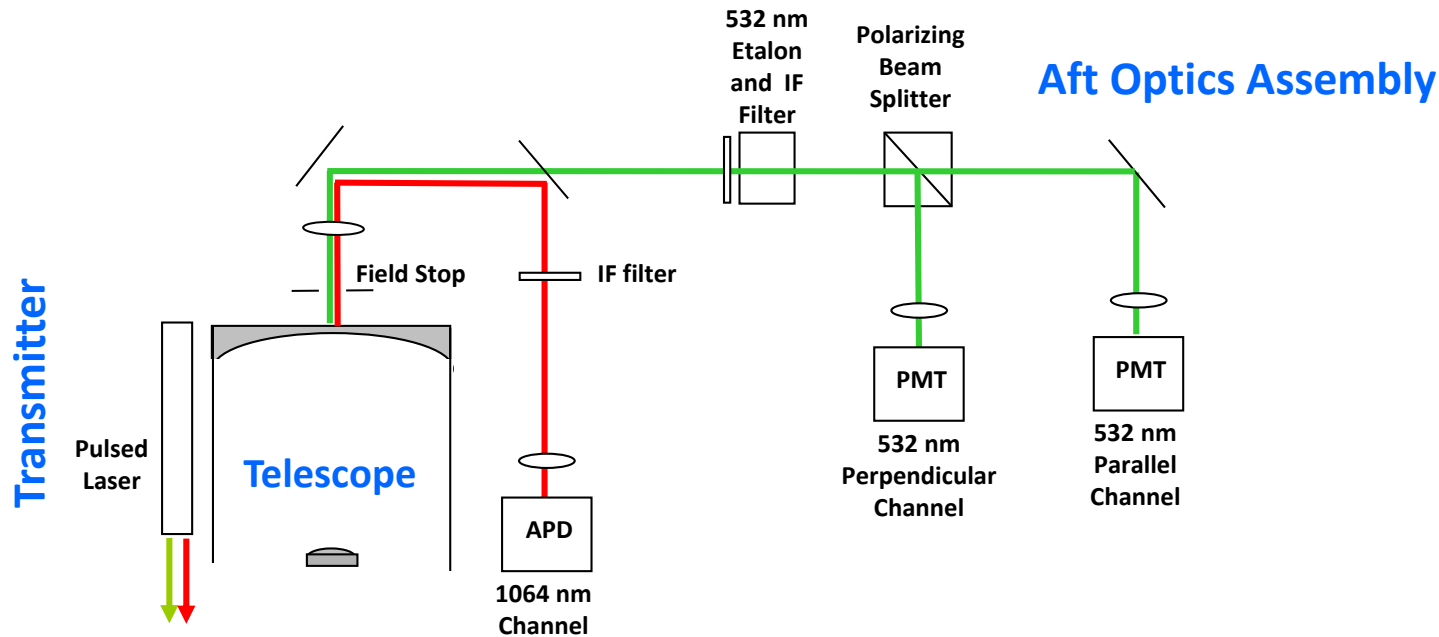 532 nm
Etalon
and IF
Filter
Polarizing
Beam
Splitter
Aft Optics Assembly
Field Stop
IF filter
Transmitter
Pulsed
Laser
Telescope
APD
1064 nm
Channel
PMT
532 nm
Perpendicular
Channel
PMT
532 nm
Parallel
Channel